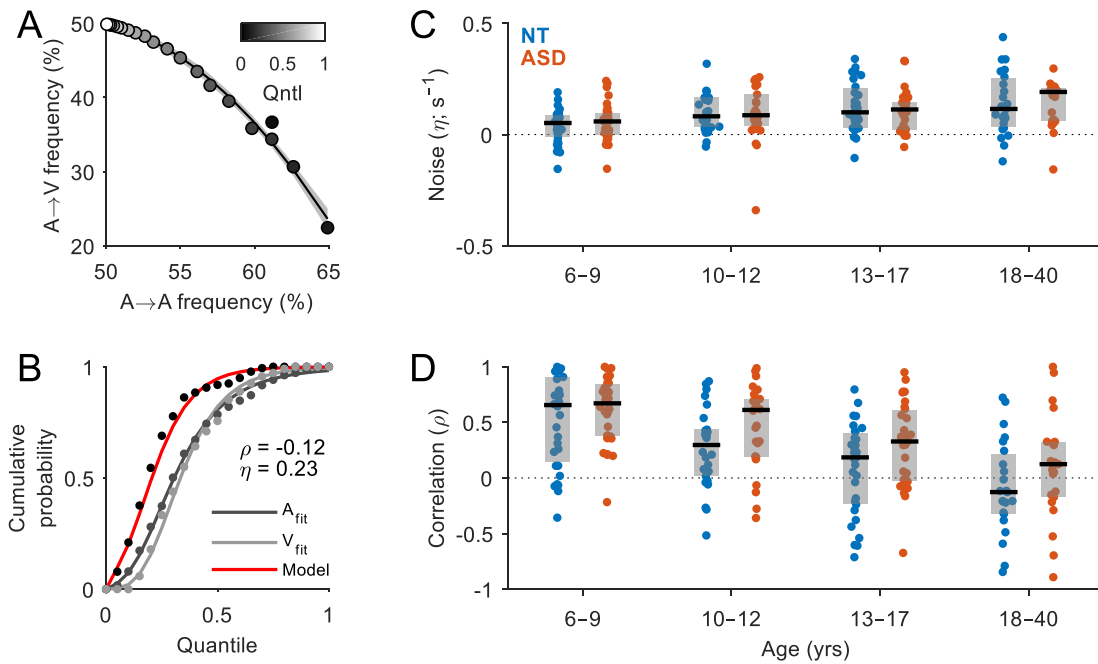 A
50
40
30
20
A→V frequency (%)
50
55
60
65
A→A frequency (%)
0
0.5
1
Qntl
B
1
0.5
0
Cumulative
probability
ρ = -0.12
η = 0.23
A fit
V fit
Model
0
0.5
1
Quantile
C
NT
ASD
0.5
0
-0.5
Noise (η; s⁻¹)
6–9
10–12
13–17
18-40
D
1
0.5
0
-0.5
-1
Correlation (ρ)
6–9
10–12
13–17
18-40
Age (yrs)